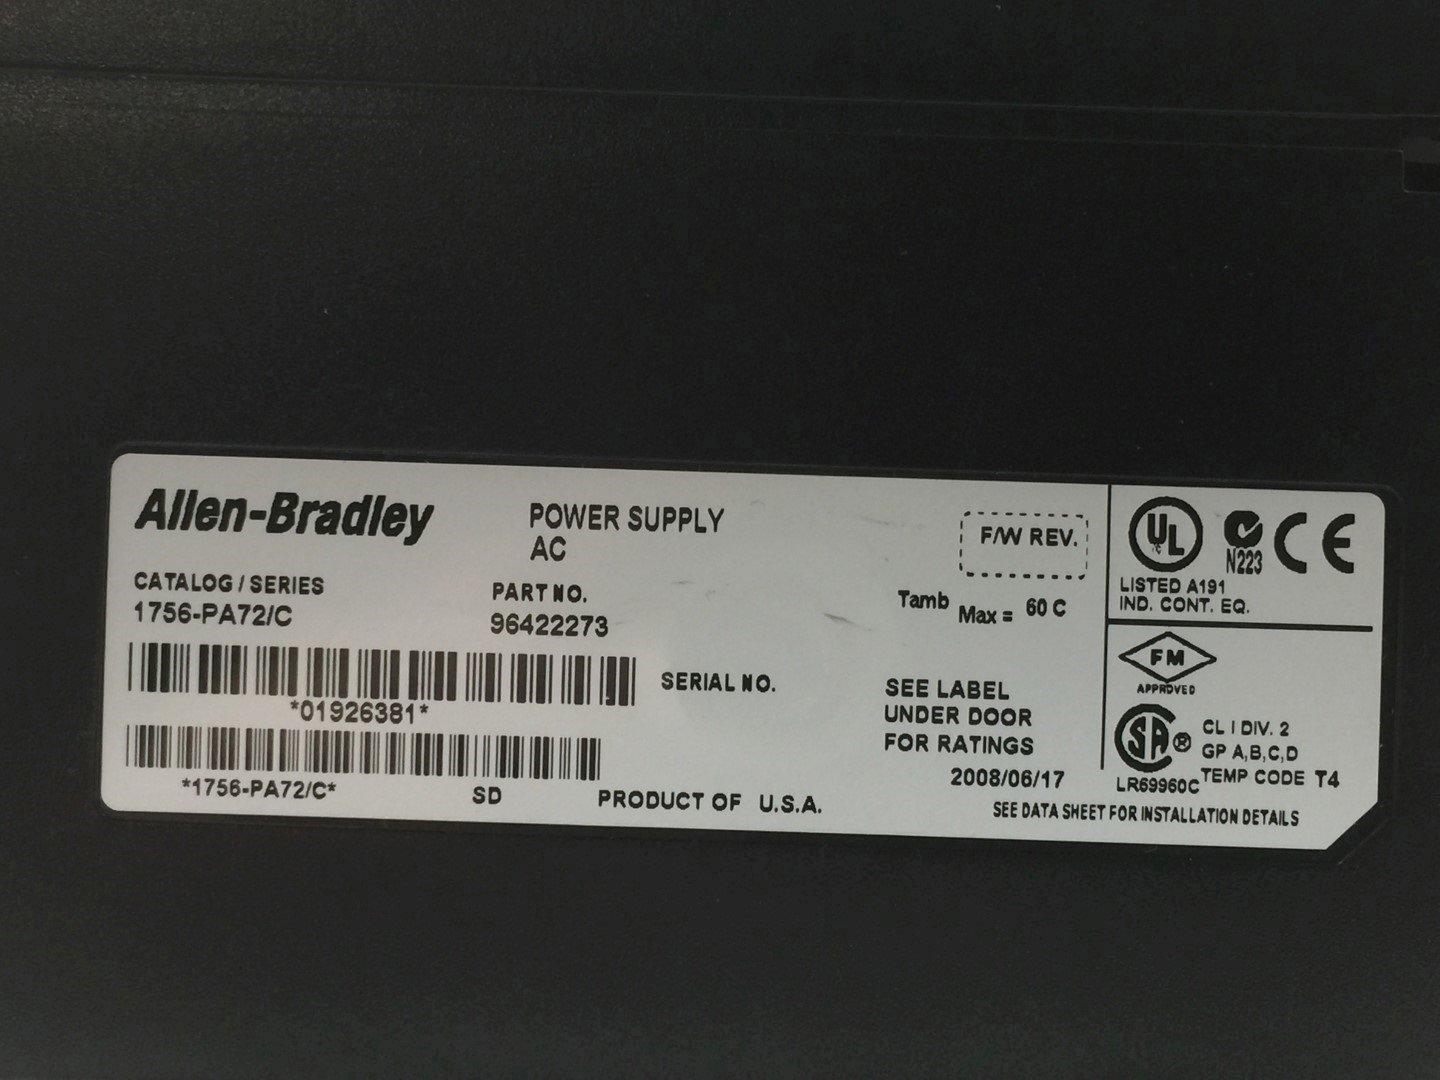 Allen-Bradley
POWER SUPPLY
AC
CATALOG / SERIES
1756-PA72/C
PART NO.
96422273
*01926381*
SERIAL NO.
*1756-PA72/C*
SD
PRODUCT OF U.S.A.
F/W REV.
Tamb Max = 60 C
SEE LABEL
UNDER DOOR
FOR RATINGS
2008/06/17
SEE DATA SHEET FOR INSTALLATION DETAILS
UL
N223
CE
LISTED A191
IND. CONT. EQ.
FM
APPROVED
SA®
LR69960C
CL I DIV. 2
GP A,B,C,D
TEMP CODE T4